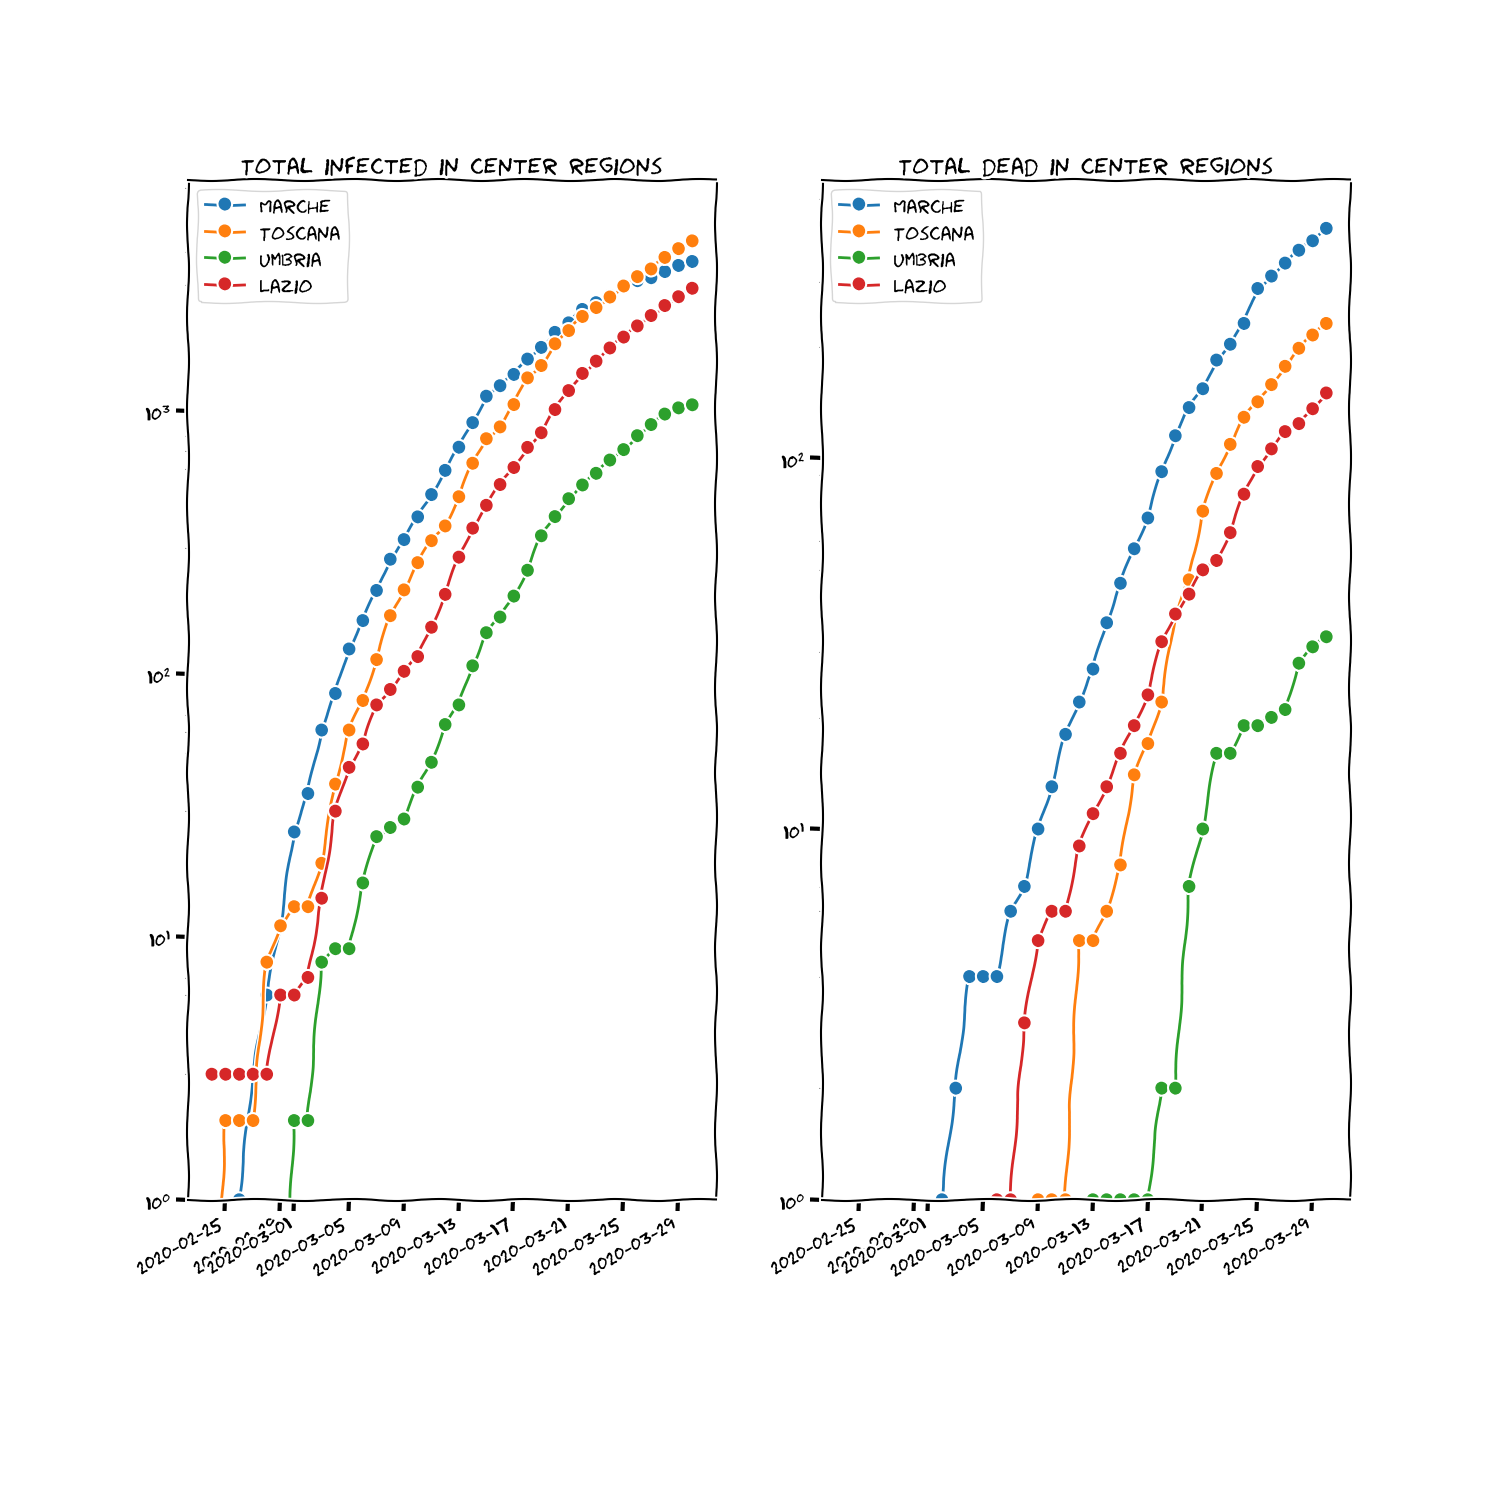 TOTAL INFECTED IN CENTER REGIONS
MARCHE
TOSCANA
UMBRIA
LAZIO
10³
10²
10¹
10⁰
2020-02-25
2020-03-01
2020-03-05
2020-03-09
2020-03-13
2020-03-17
2020-03-21
2020-03-25
2020-03-29
TOTAL DEAD IN CENTER REGIONS
MARCHE
TOSCANA
UMBRIA
LAZIO
10²
10¹
10⁰
2020-02-25
2020-03-01
2020-03-05
2020-03-09
2020-03-13
2020-03-17
2020-03-21
2020-03-25
2020-03-29